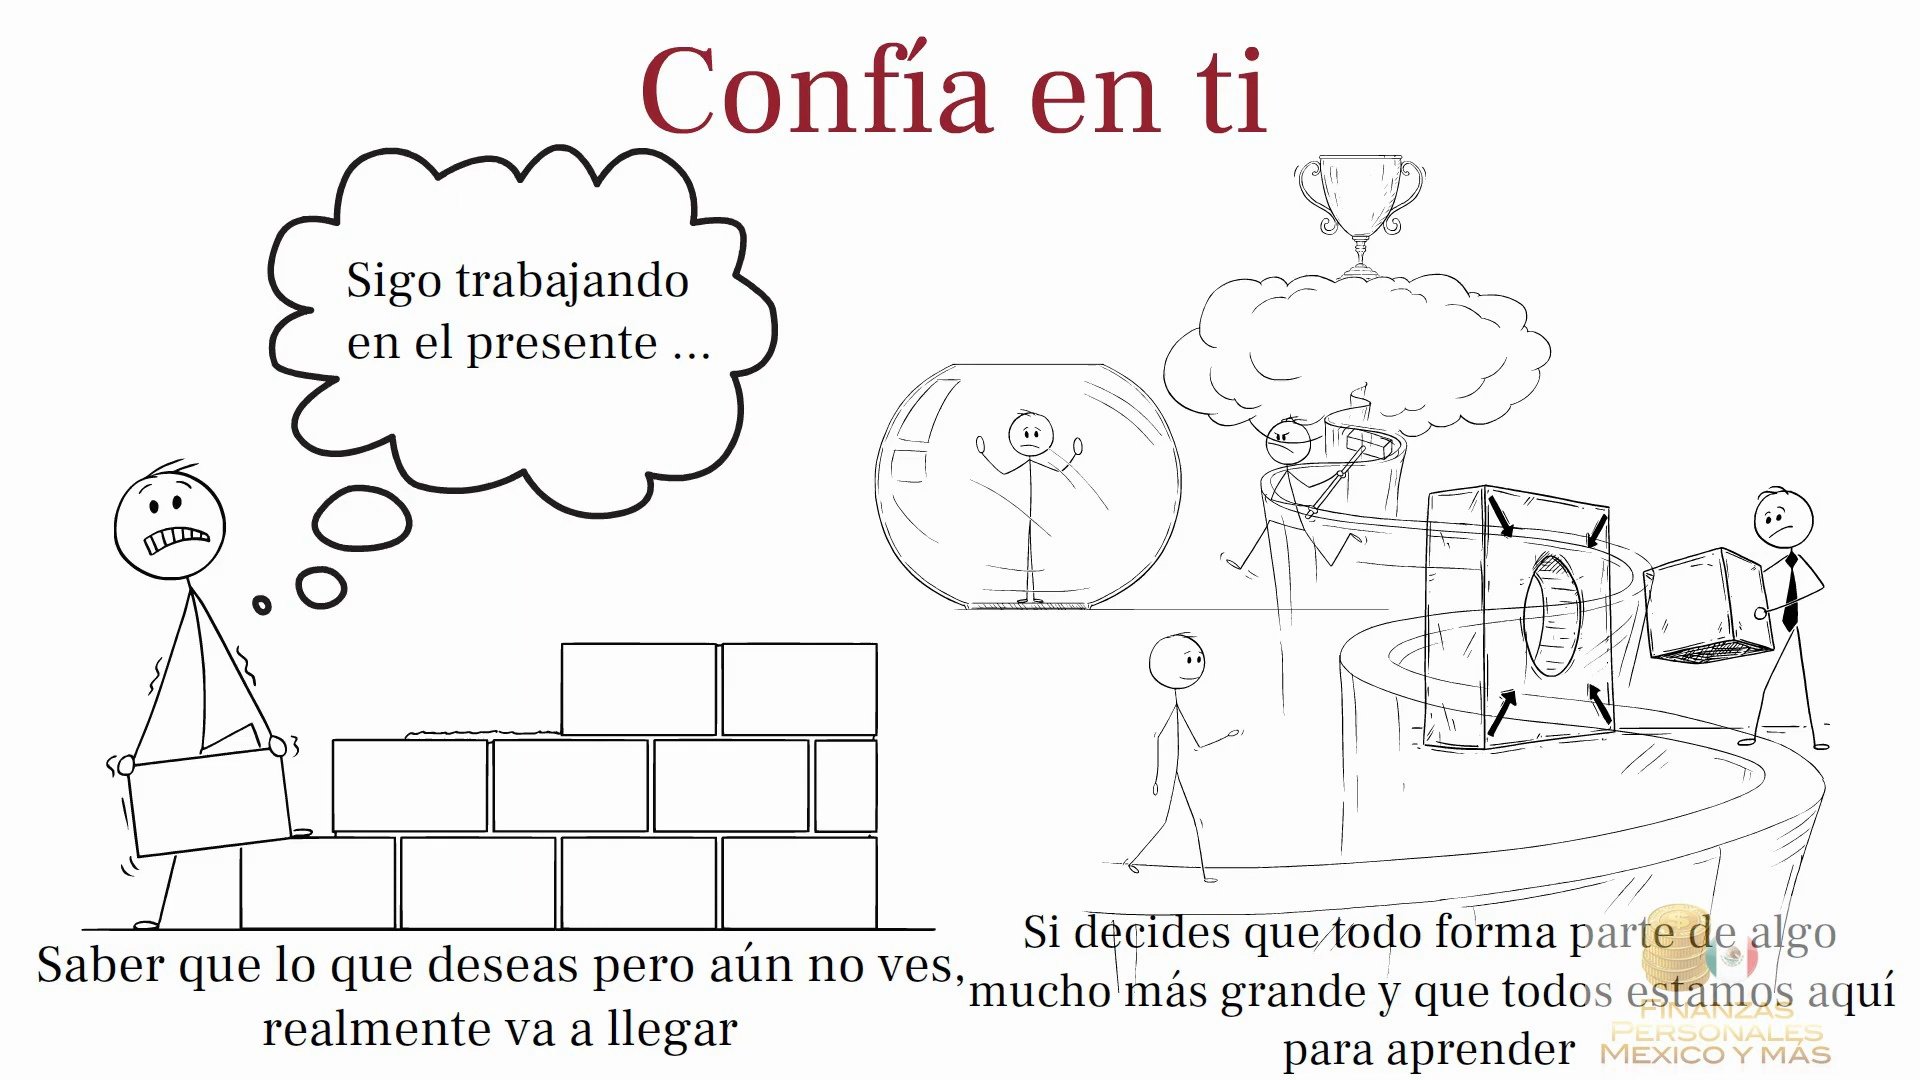 Confía en ti
Sigo trabajando
en el presente ...
Saber que lo que deseas pero aún no ves,
realmente va a llegar
Si decides que todo forma parte de algo
mucho más grande y que todos estamos aquí
para aprender
FINANZAS
PERSONALES
MEXICO Y MÁS